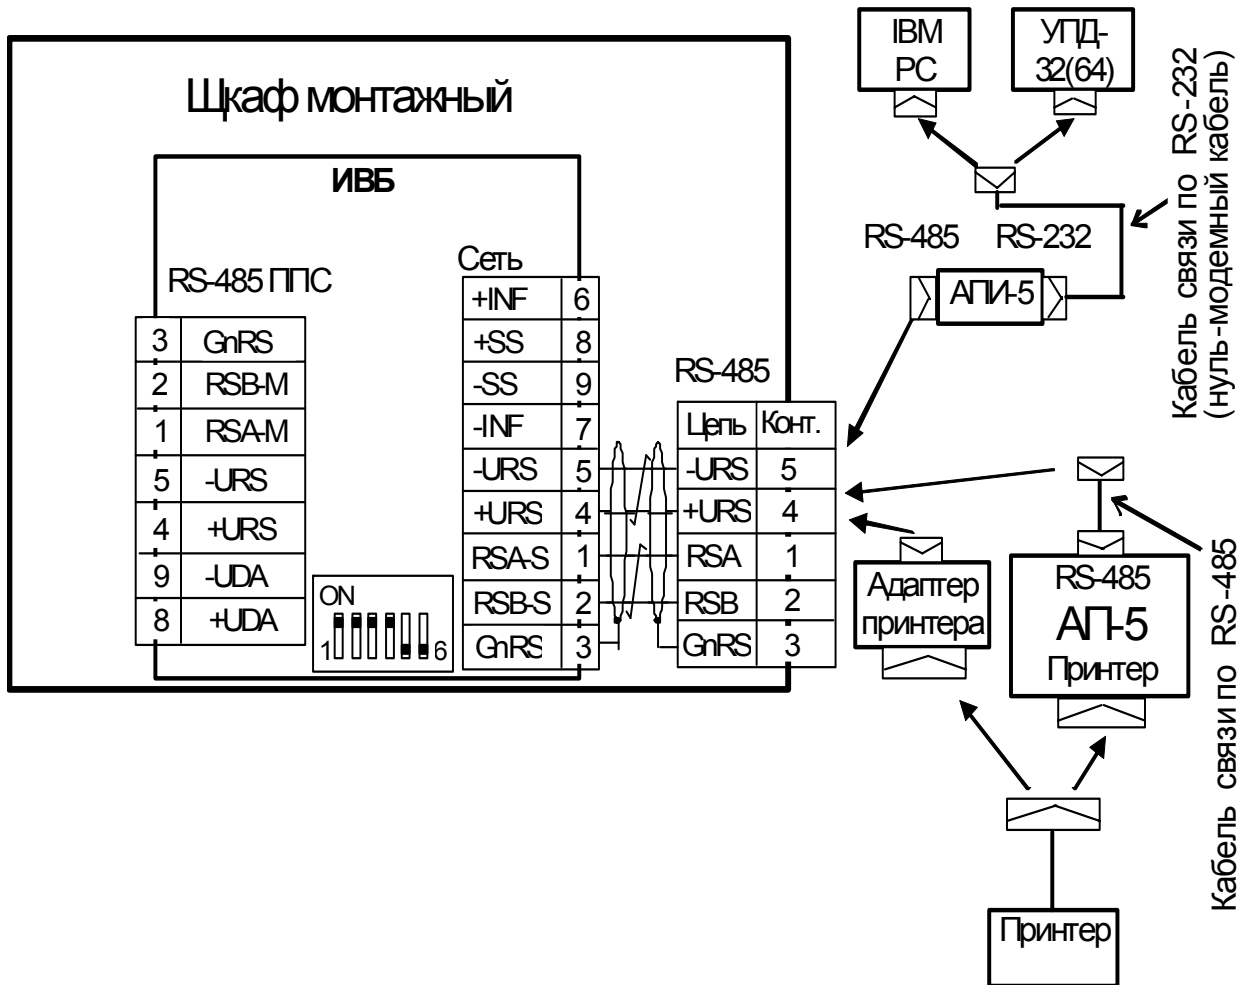 Шкаф монтажный
ИВБ
RS-485 ППС
3 GnRS
2 RSB-M
1 RSA-M
5 -URS
4 +URS
9 -UDA
8 +UDA
ON
1 6
Сеть
+INF 6
+SS 8
-SS 9
-INF 7
-URS 5
+URS 4
RSA-S 1
RSB-S 2
GnRS 3
RS-485
Цепь Конт.
-URS 5
+URS 4
RSA 1
RSB 2
GnRS 3
IBM
PC
УПД-
32(64)
RS-485 RS-232
АПИ-5
Кабель связи по RS-232
(нуль-модемный кабель)
Адаптер
принтера
RS-485
АП-5
Принтер
Кабель связи по RS-485
Принтер